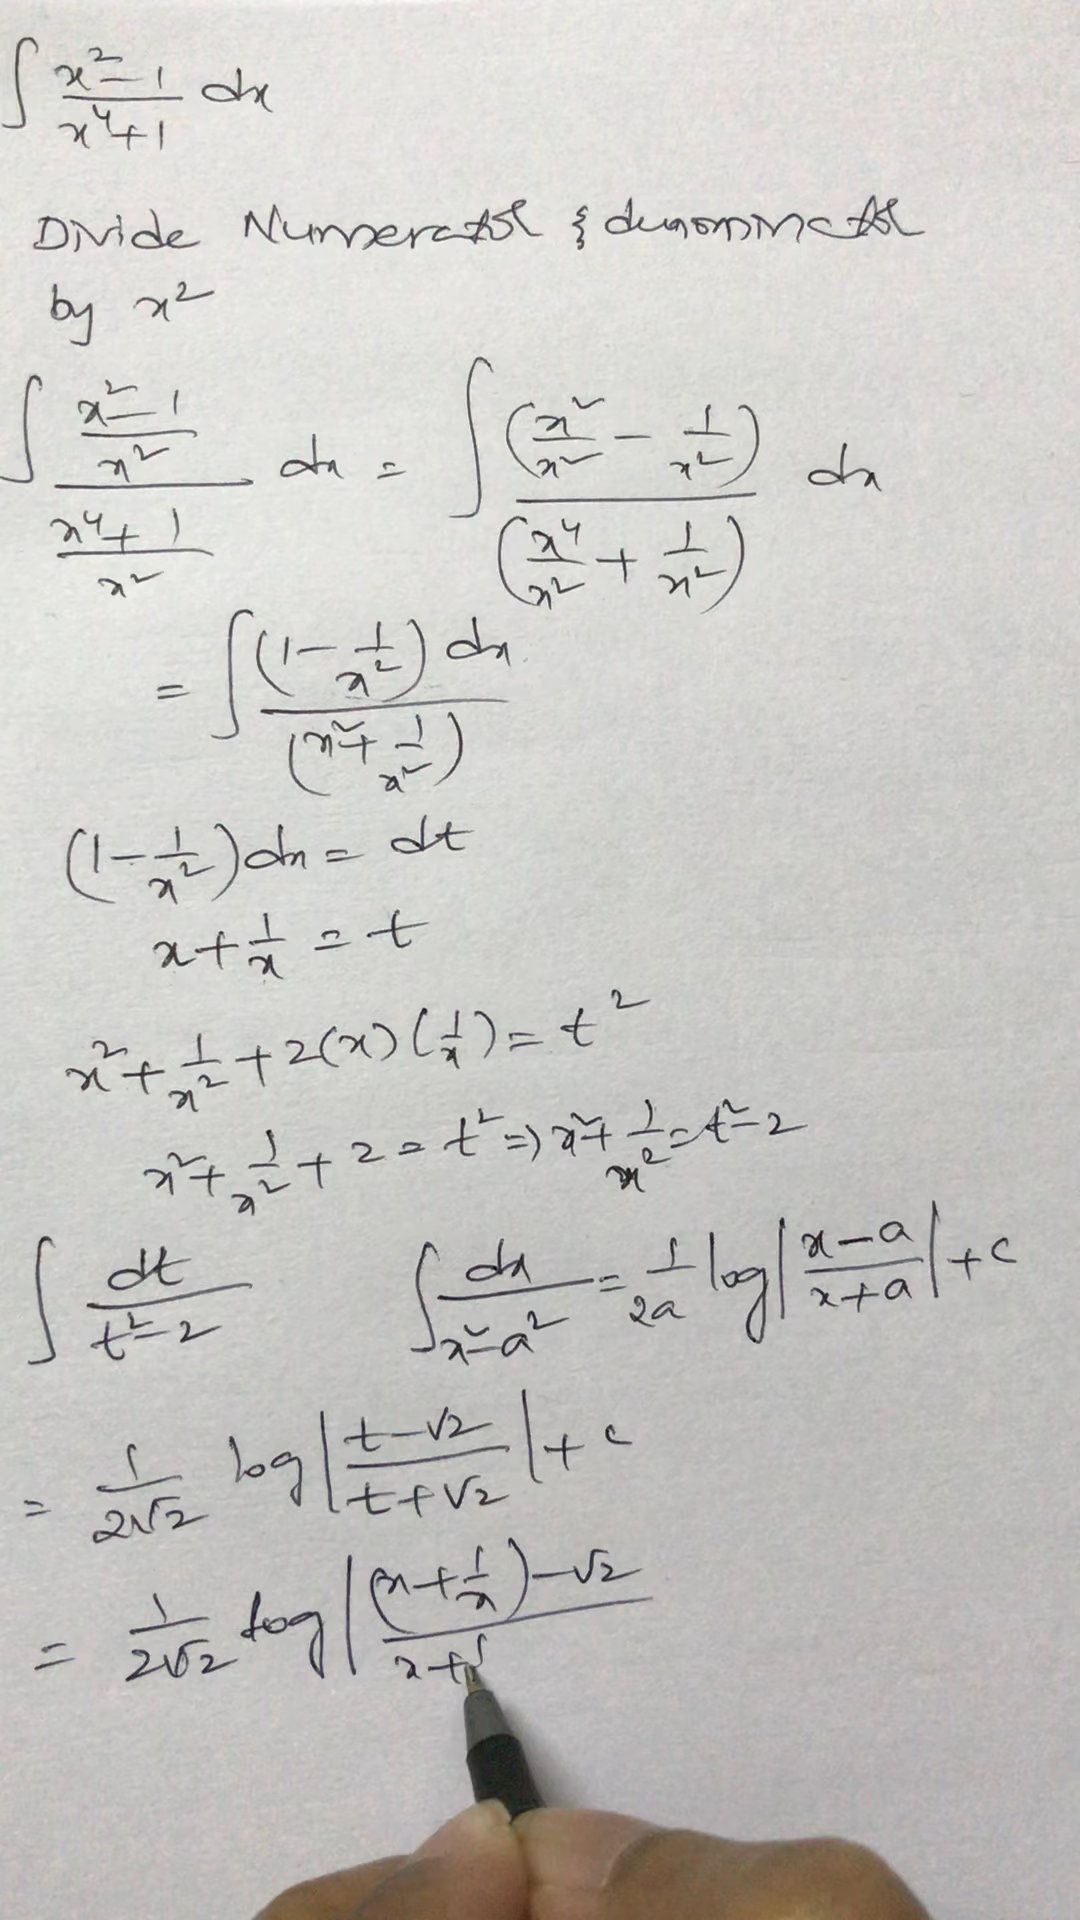 ∫ (x²-1)/(x⁴+1) dx
Divide Numerator & denominator
by x²
∫ ((x²-1)/x²)/((x⁴+1)/x²) dx = ∫ (x²/x² - 1/x²)/(x⁴/x² + 1/x²) dx
= ∫ (1-1/x²) dx/(x²+1/x²)
(1-1/x²)dx = dt
x+1/x = t
x²+1/x²+2(x)(1/x) = t²
x²+1/x²+2 = t² ⇒ x²+1/x² = t²-2
∫ dt/(t²-2) ∫ dx/(x²-a²) = 1/2a log|(x-a)/(x+a)|+c
= 1/2√2 log|(t-√2)/(t+√2)|+c
= 1/2√2 log|((x+1/x)-√2)/(x+1